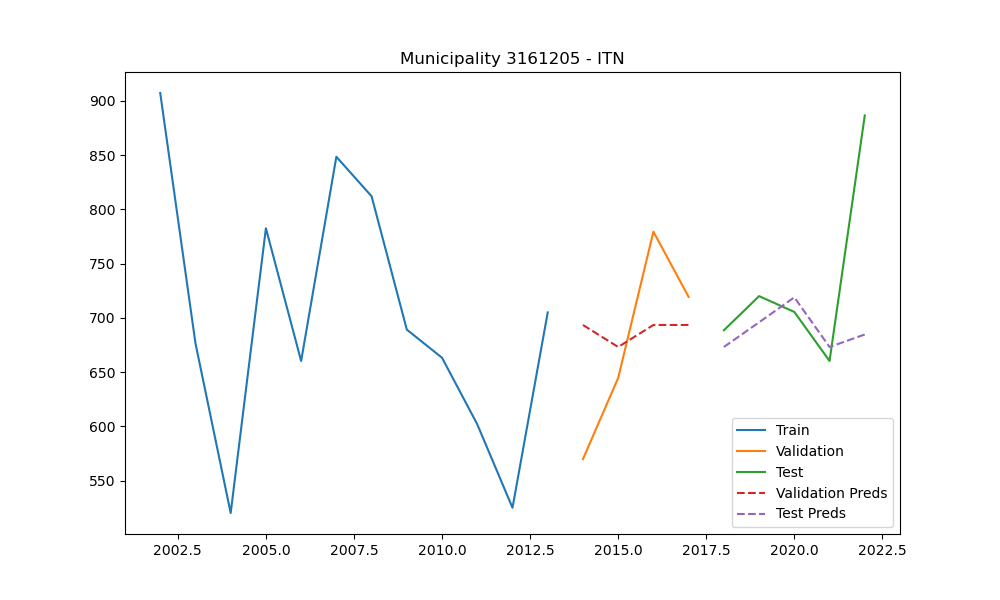 Municipality 3161205 - ITN
900
850
800
750
700
650
600
550
2002.5 2005.0 2007.5 2010.0 2012.5 2015.0 2017.5 2020.0 2022.5
Train
Validation
Test
Validation Preds
Test Preds